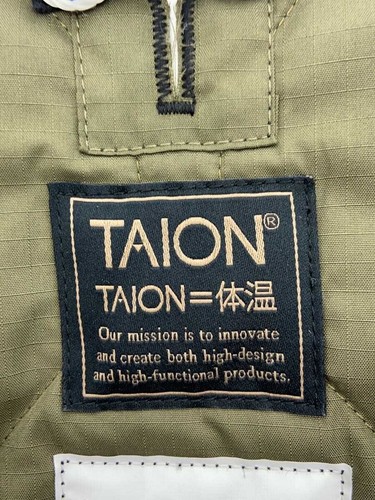 TAION®
TAION=体温
Our mission is to innovate
and create both high-design
and high-functional products.